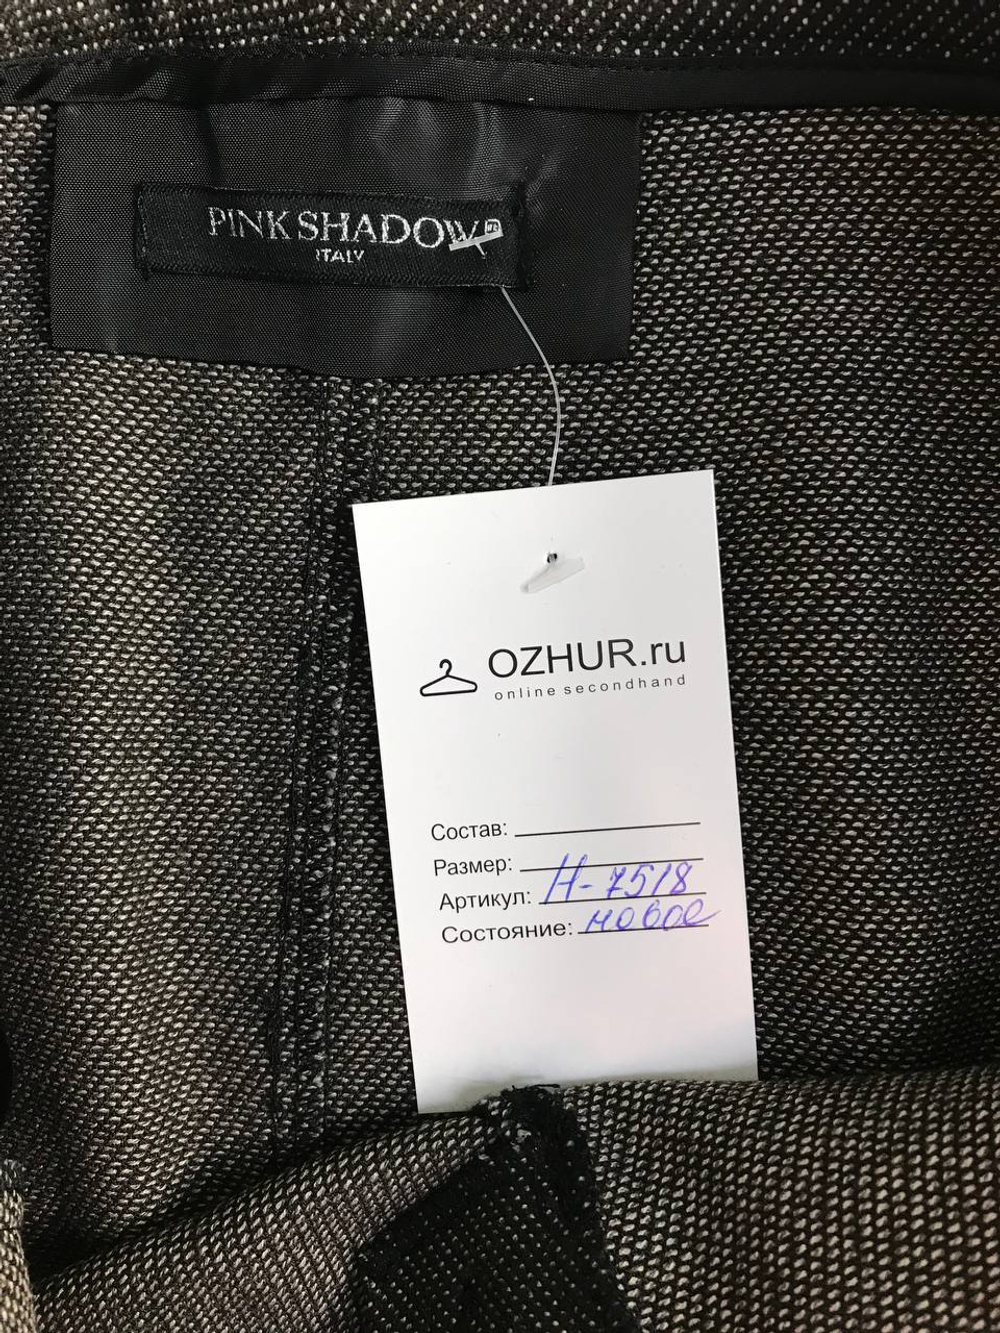 PINK SHADOW
ITALY
OZHUR.ru
online secondhand
Состав:
Размер:
Артикул: Н-7518
Состояние: новое